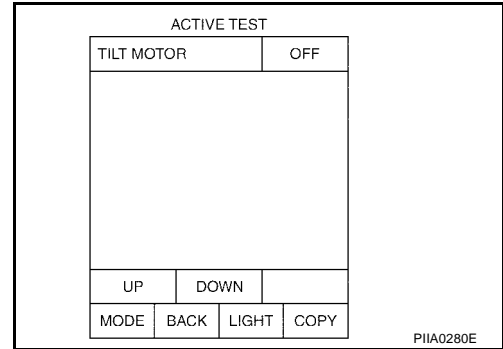 ACTIVE TEST
TILT MOTOR OFF
UP DOWN
MODE BACK LIGHT COPY
PIIA0280E